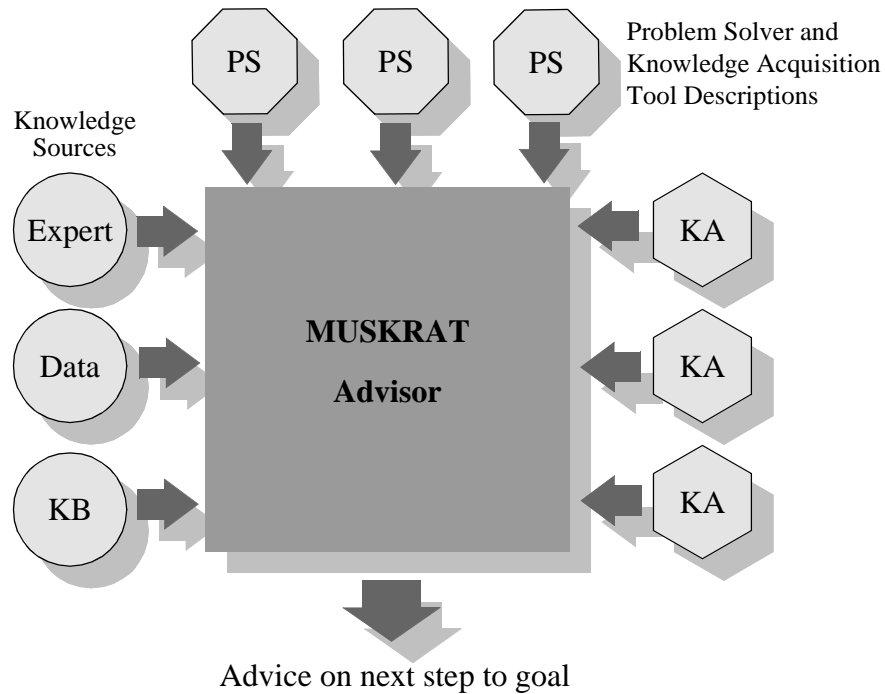 PS
PS
PS
Problem Solver and
Knowledge Acquisition
Tool Descriptions
Knowledge
Sources
Expert
KA
MUSKRAT
Advisor
Data
KA
KB
KA
Advice on next step to goal